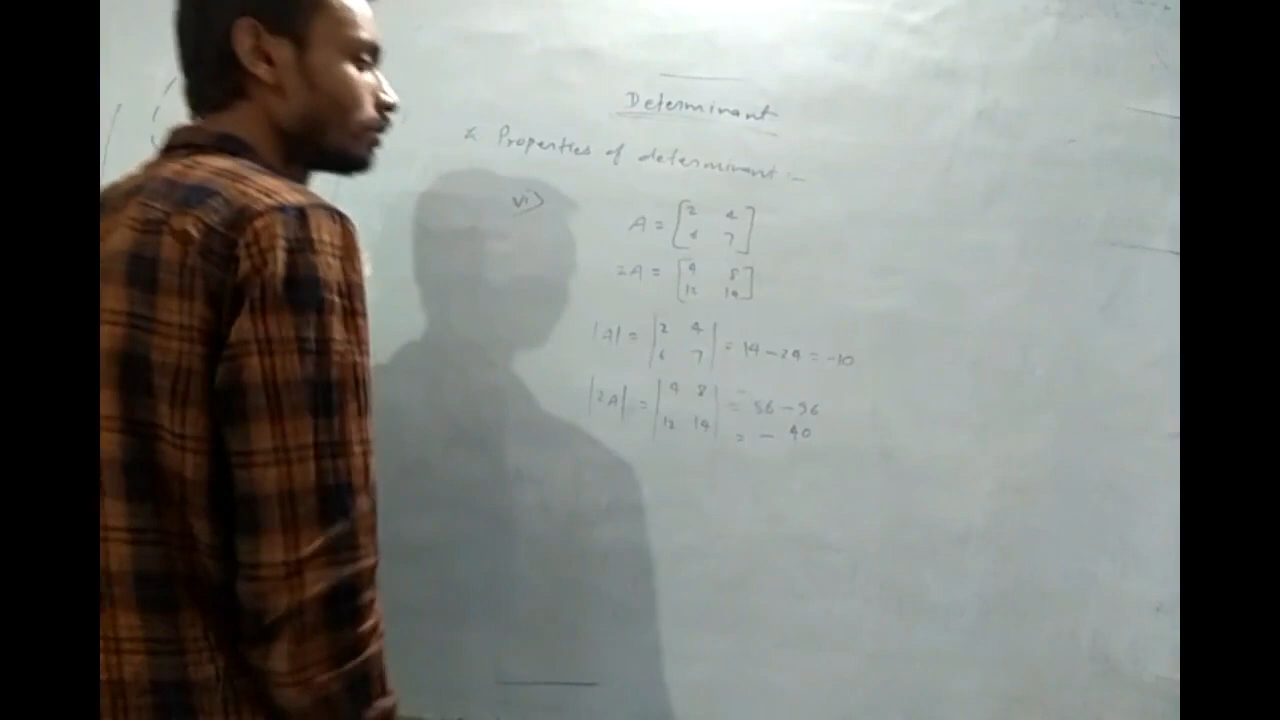 Determinant
* Properties of determinant :-
vi)
A = [2 4
6 7]
2A = [4 8
12 14]
|A| = |2 4
6 7| = 14 - 24 = -10
|2A| = |4 8
12 14| = 56 - 96
= - 40